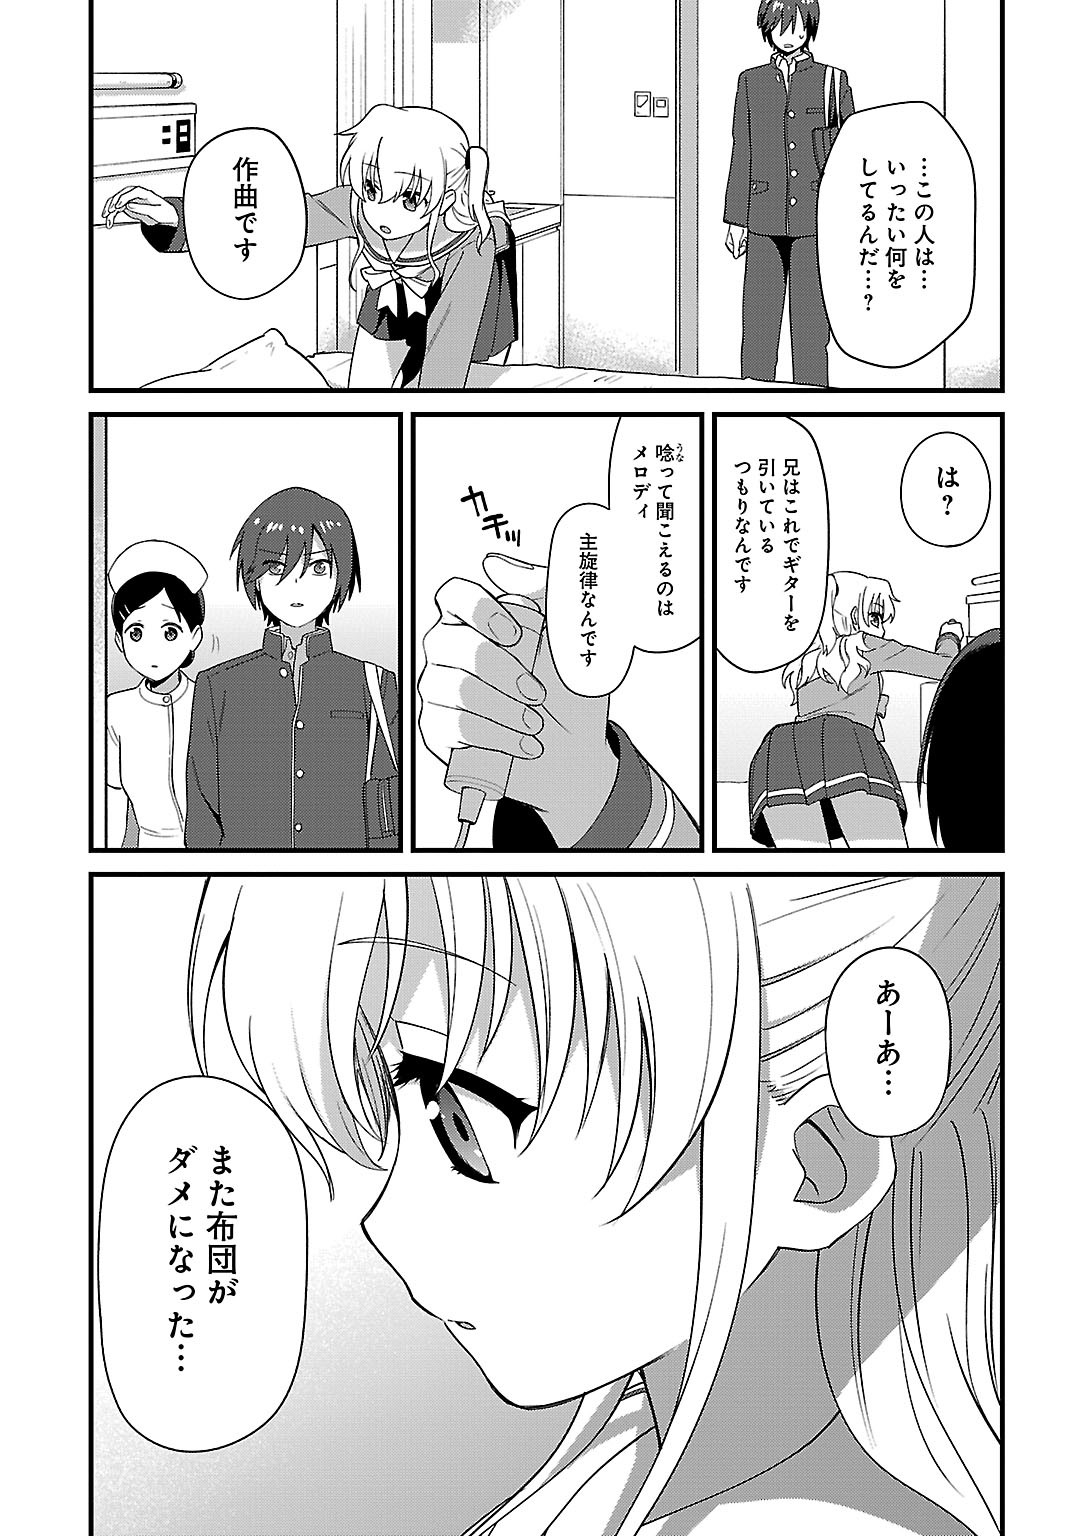 …この人は…
いったい何を
してるんだ…?
作曲です
は?
兄はこれでギターを
引いている
つもりなんです
唸って聞こえるのは
うな
メロディ
主旋律なんです
カチッ
あーあ…
また布団が
ダメになった…